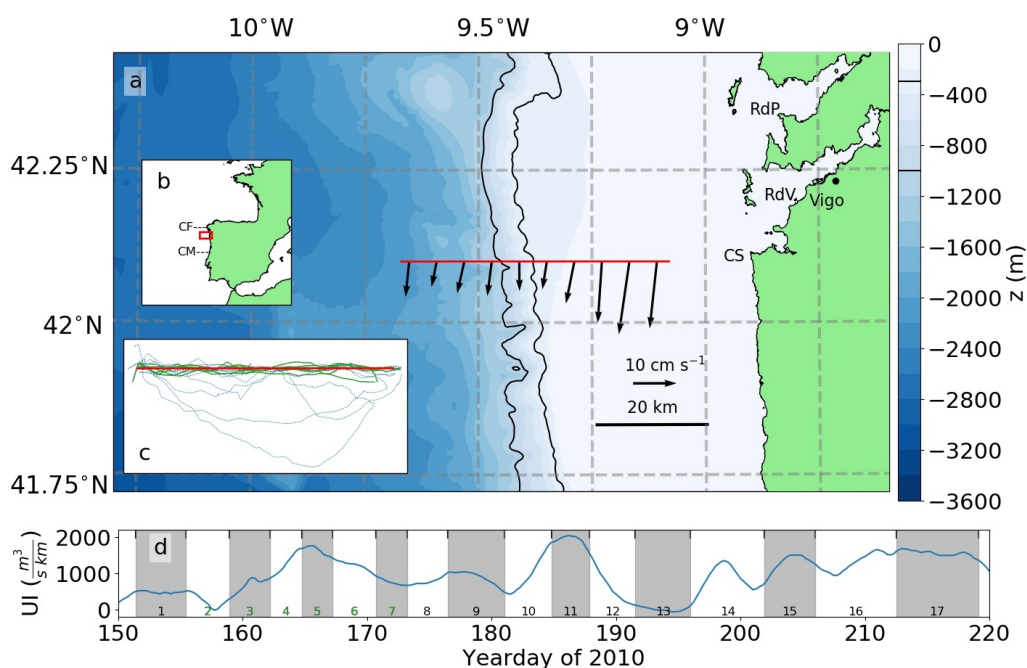 10°W 9.5°W 9°W
a
RdP
42.25°N
b
CF
CM
RdV
Vigo
CS
42°N
10 cm s⁻¹
20 km
c
41.75°N
0
−400
−800
−1200
−1600
−2000
−2400
−2800
−3200
−3600
z (m)
d
UI (m³ / s km)
2000
1000
0
1 2 3 4 5 6 7 8 9 10 11 12 13 14 15 16 17
150 160 170 180 190 200 210 220
Yearday of 2010